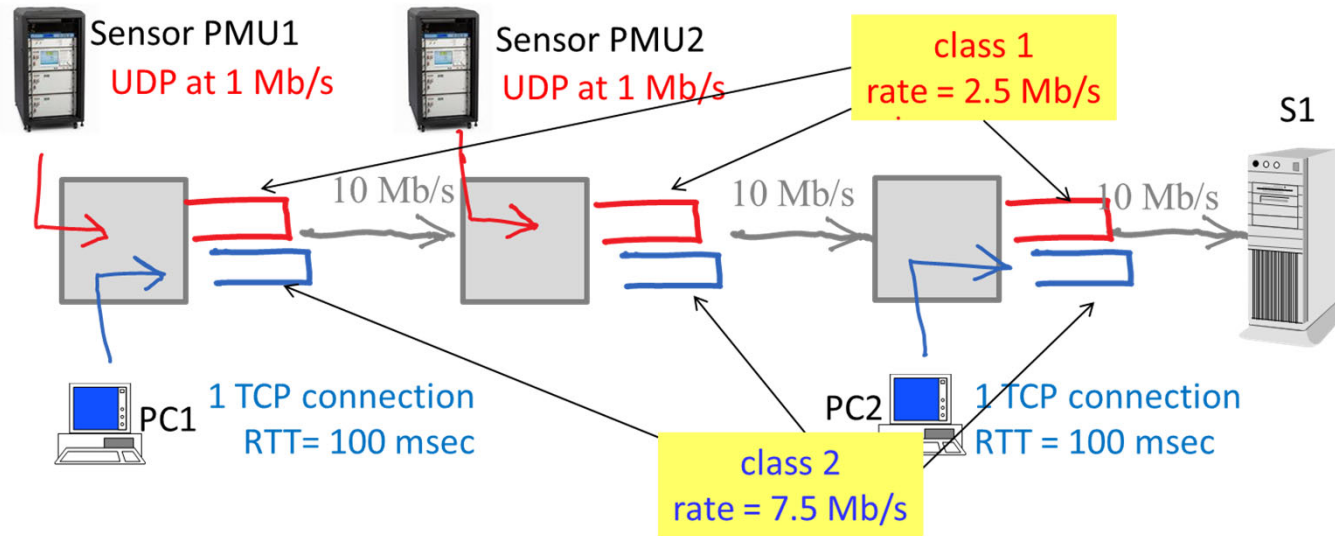 Sensor PMU1
UDP at 1 Mb/s
Sensor PMU2
UDP at 1 Mb/s
class 1
rate = 2.5 Mb/s
S1
10 Mb/s
10 Mb/s
10 Mb/s
PC1
1 TCP connection
RTT= 100 msec
PC2
1 TCP connection
RTT = 100 msec
class 2
rate = 7.5 Mb/s